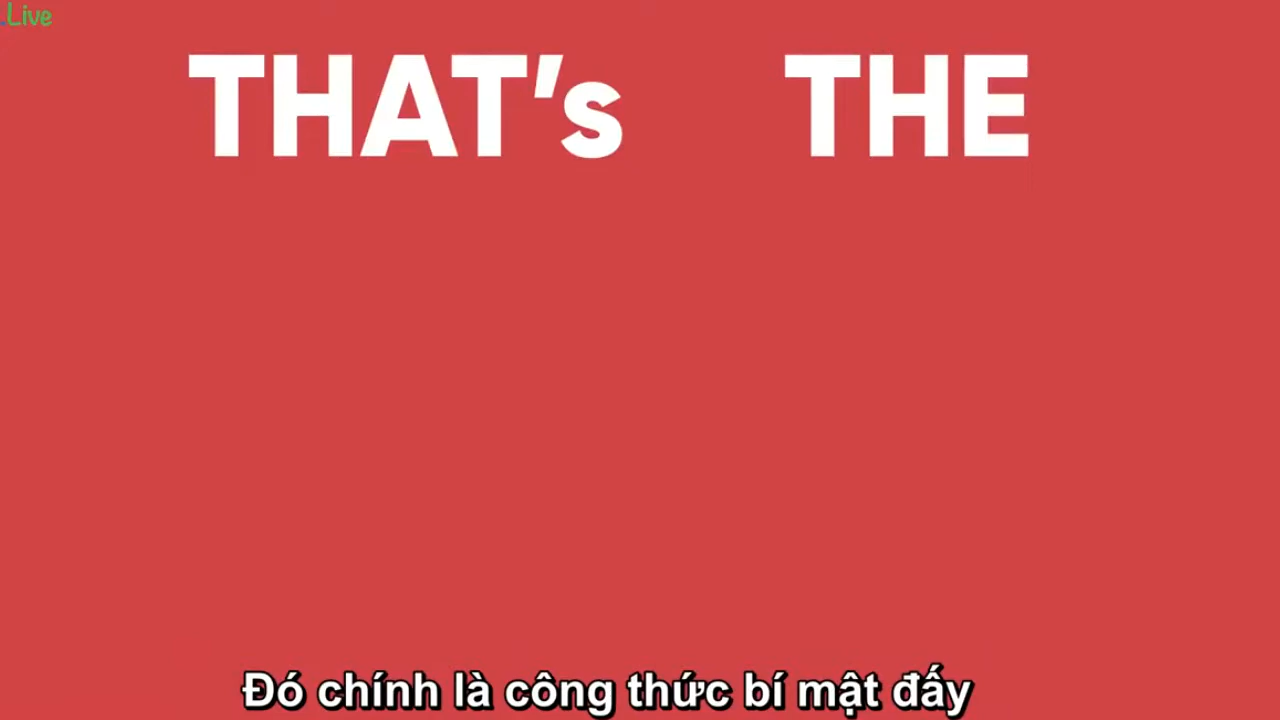 .Live
THAT's THE
Đó chính là công thức bí mật đấy